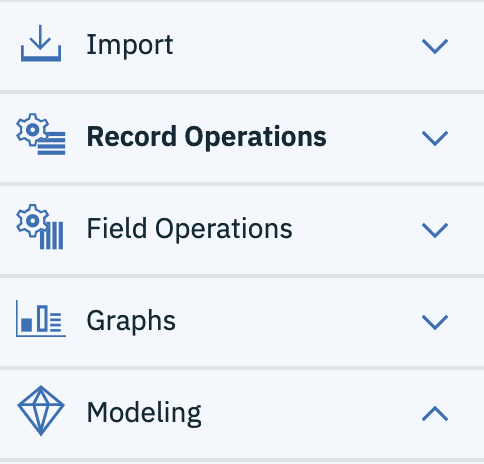 Import
Record Operations
Field Operations
Graphs
Modeling